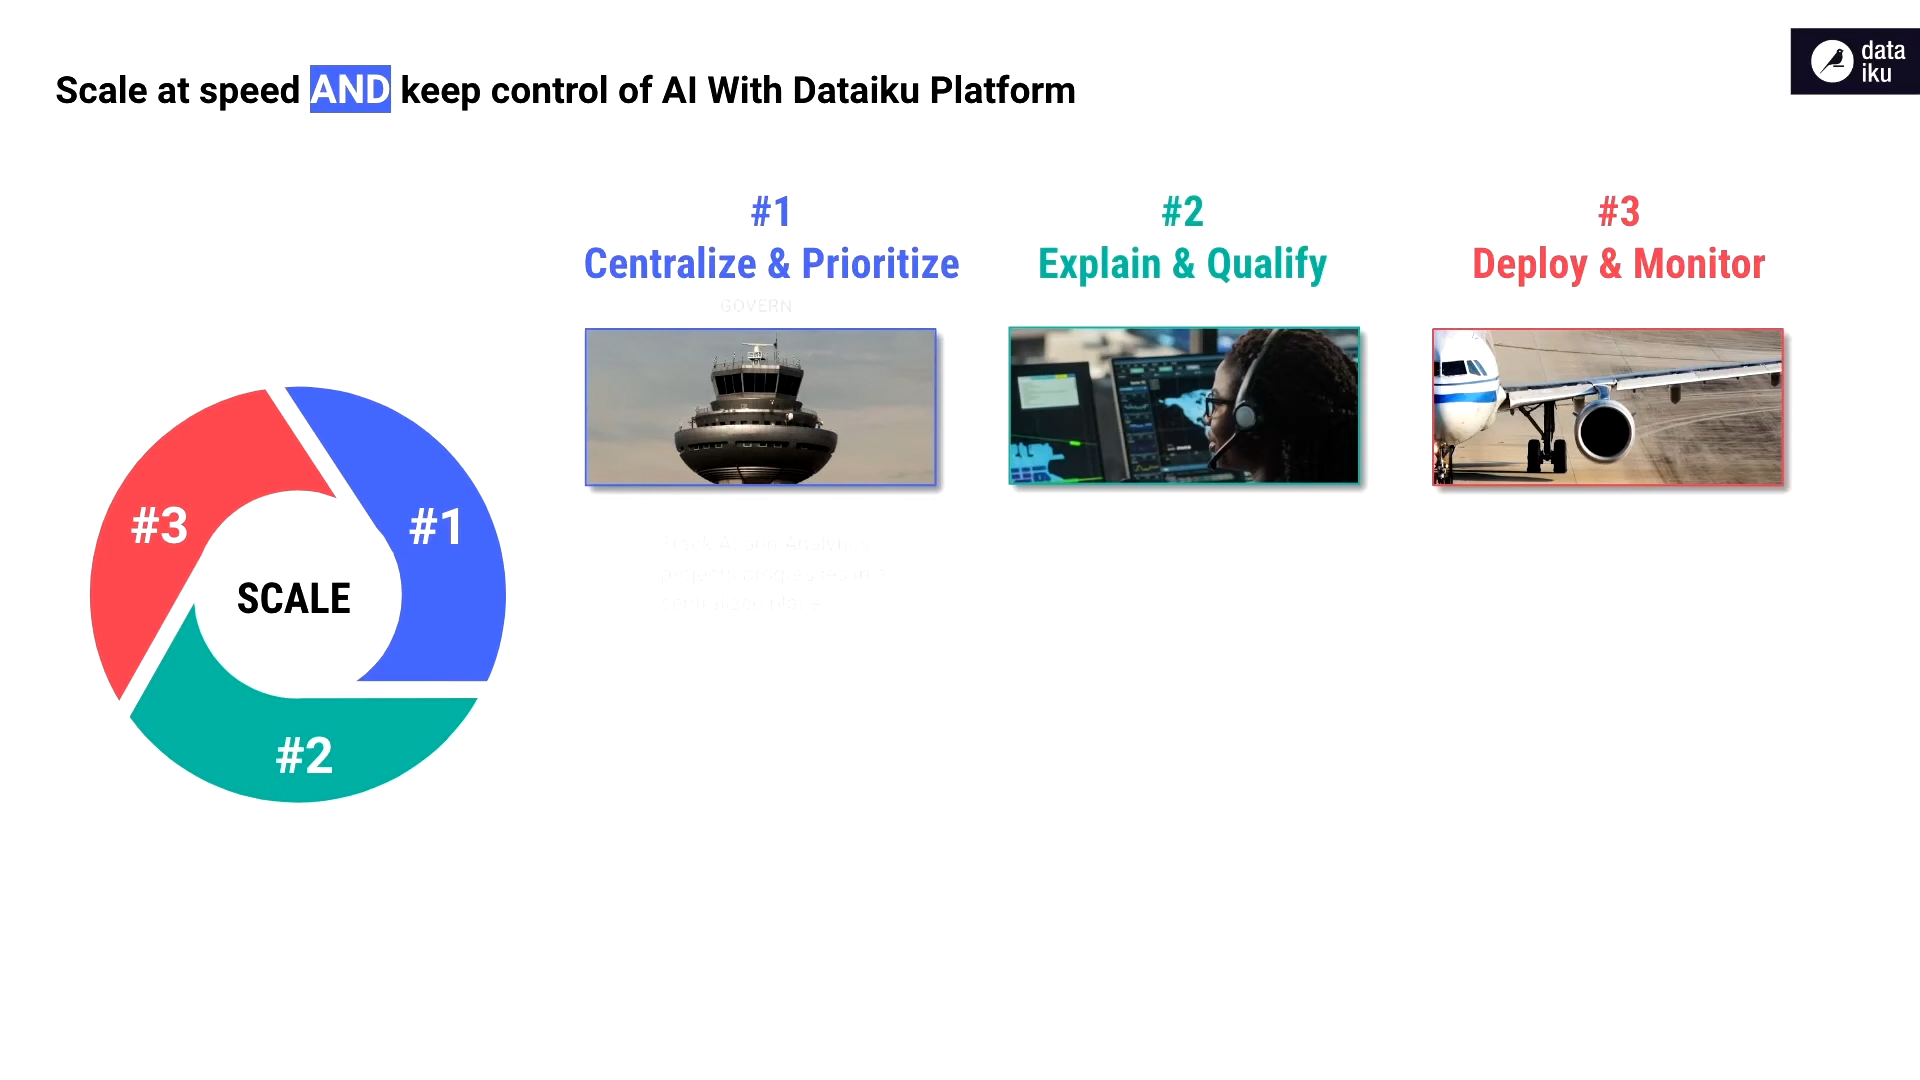 Scale at speed AND keep control of AI With Dataiku Platform
data
iku
#1
Centralize & Prioritize
GOVERN
#2
Explain & Qualify
#3
Deploy & Monitor
#3
#1
SCALE
#2